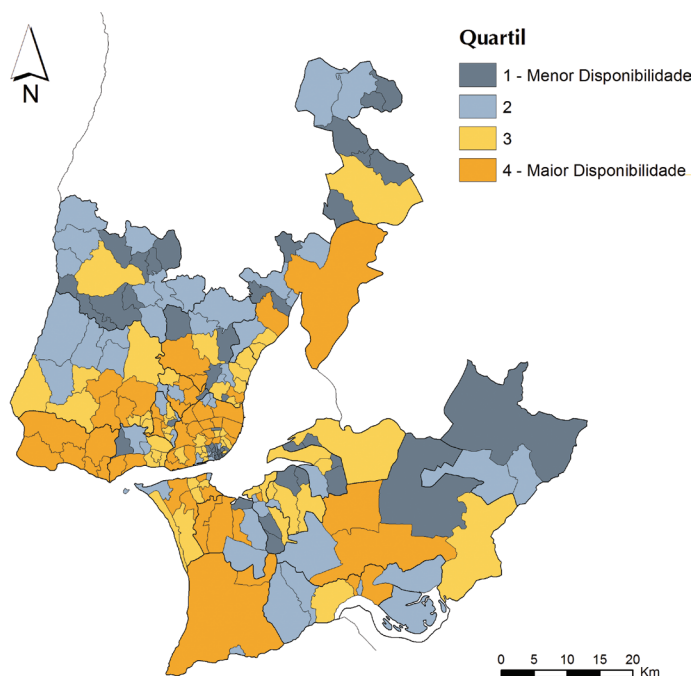 N
Quartil
1 - Menor Disponibilidade
2
3
4 - Maior Disponibilidade
0 5 10 15 20
Km